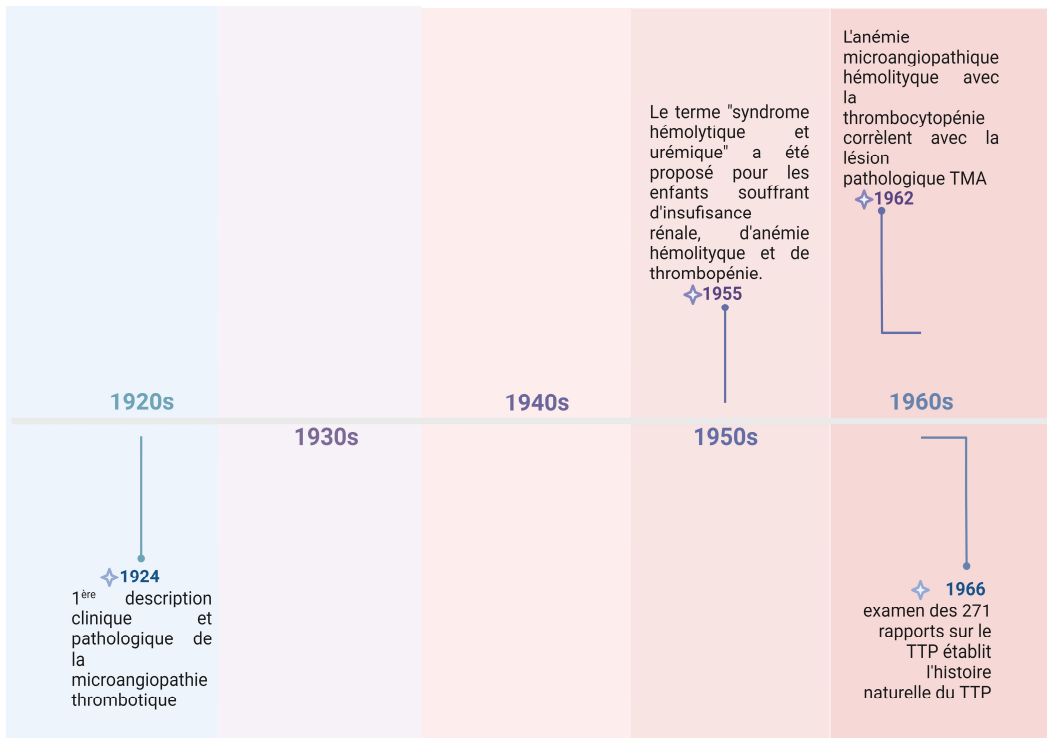 L'anémie
microangiopathique
hémolityque avec
la
thrombocytopénie
corrèlent avec la
lésion
pathologique TMA
1962
Le terme "syndrome
hémolytique et
urémique" a été
proposé pour les
enfants souffrant
d'insufisance
rénale, d'anémie
hémolityque et de
thrombopénie.
1955
1920s
1940s
1960s
1930s
1950s
1924
1ère description
clinique et
pathologique de
la
microangiopathie
thrombotique
1966
examen des 271
rapports sur le
TTP établit
l'histoire
naturelle du TTP